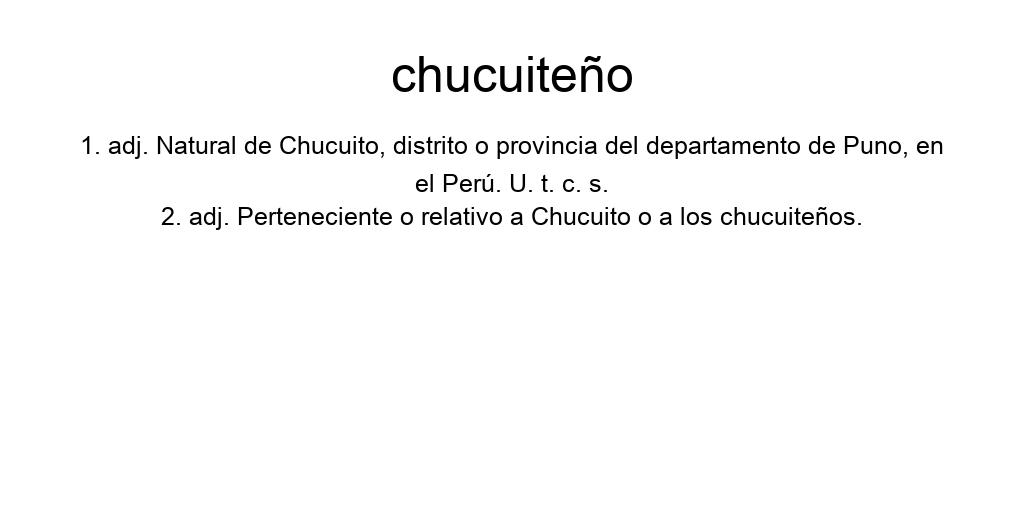 chucuiteño
1. adj. Natural de Chucuito, distrito o provincia del departamento de Puno, en
el Perú. U. t. c. s.
2. adj. Perteneciente o relativo a Chucuito o a los chucuiteños.